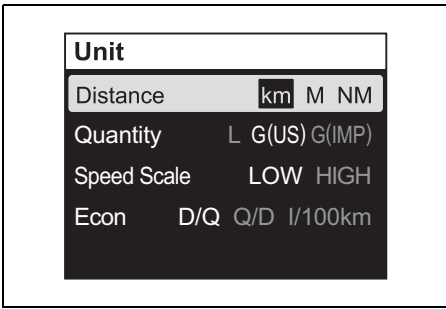 Unit
Distance km M NM
Quantity L G(US) G(IMP)
Speed Scale LOW HIGH
Econ D/Q Q/D l/100km